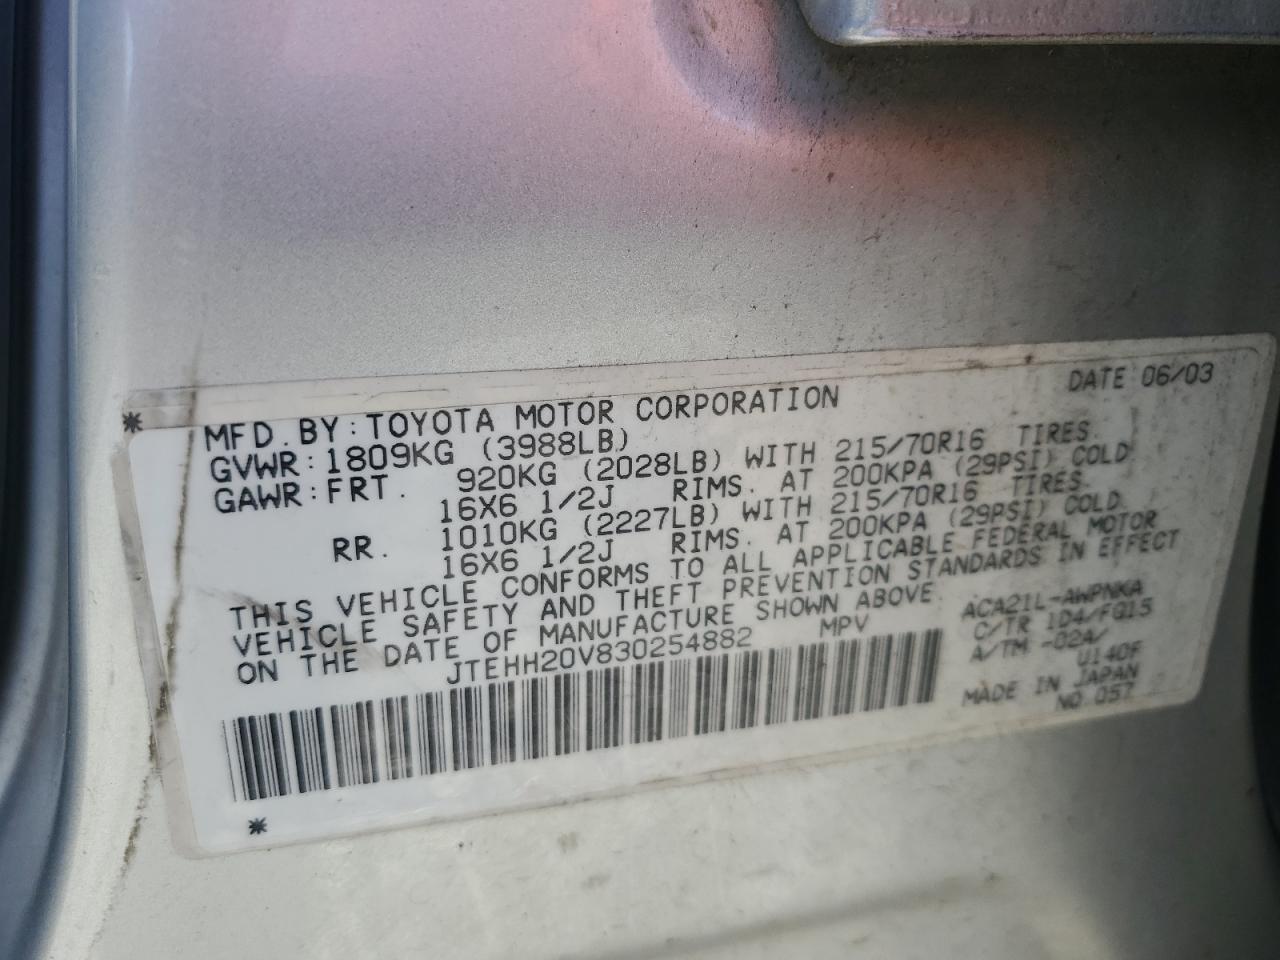 DATE 06/03
MFD. BY: TOYOTA MOTOR CORPORATION
GVWR: 1809KG (3988LB)
GAWR: FRT. 920KG (2028LB) WITH 215/70R16 TIRES.
16X6 1/2J RIMS. AT 200KPA (29PSI) COLD
RR. 1010KG (2227LB) WITH 215/70R16 TIRES.
16X6 1/2J RIMS. AT 200KPA (29PSI) COLD.
THIS VEHICLE CONFORMS TO ALL APPLICABLE FEDERAL MOTOR
VEHICLE SAFETY AND THEFT PREVENTION STANDARDS IN EFFECT
ON THE DATE OF MANUFACTURE SHOWN ABOVE.
JTEHH20V830254882 MPV
ACA21L-AWPNKA
C/TR 1D4/FQ15
A/TM -02A/
U140F
MADE IN JAPAN
NO. 057